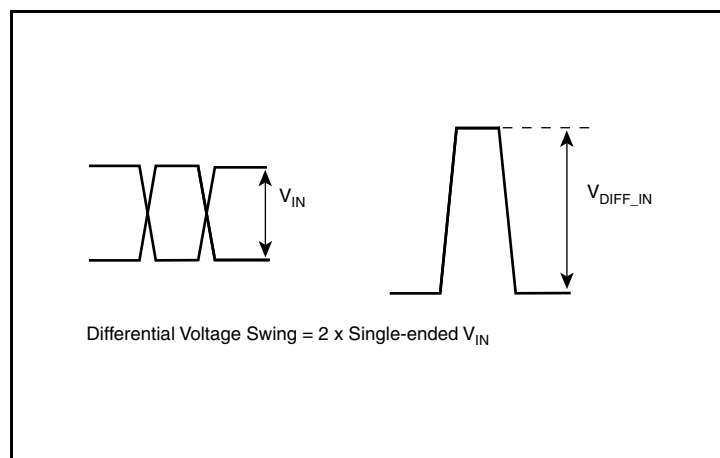 V_IN
V_DIFF_IN
Differential Voltage Swing = 2 x Single-ended V_IN